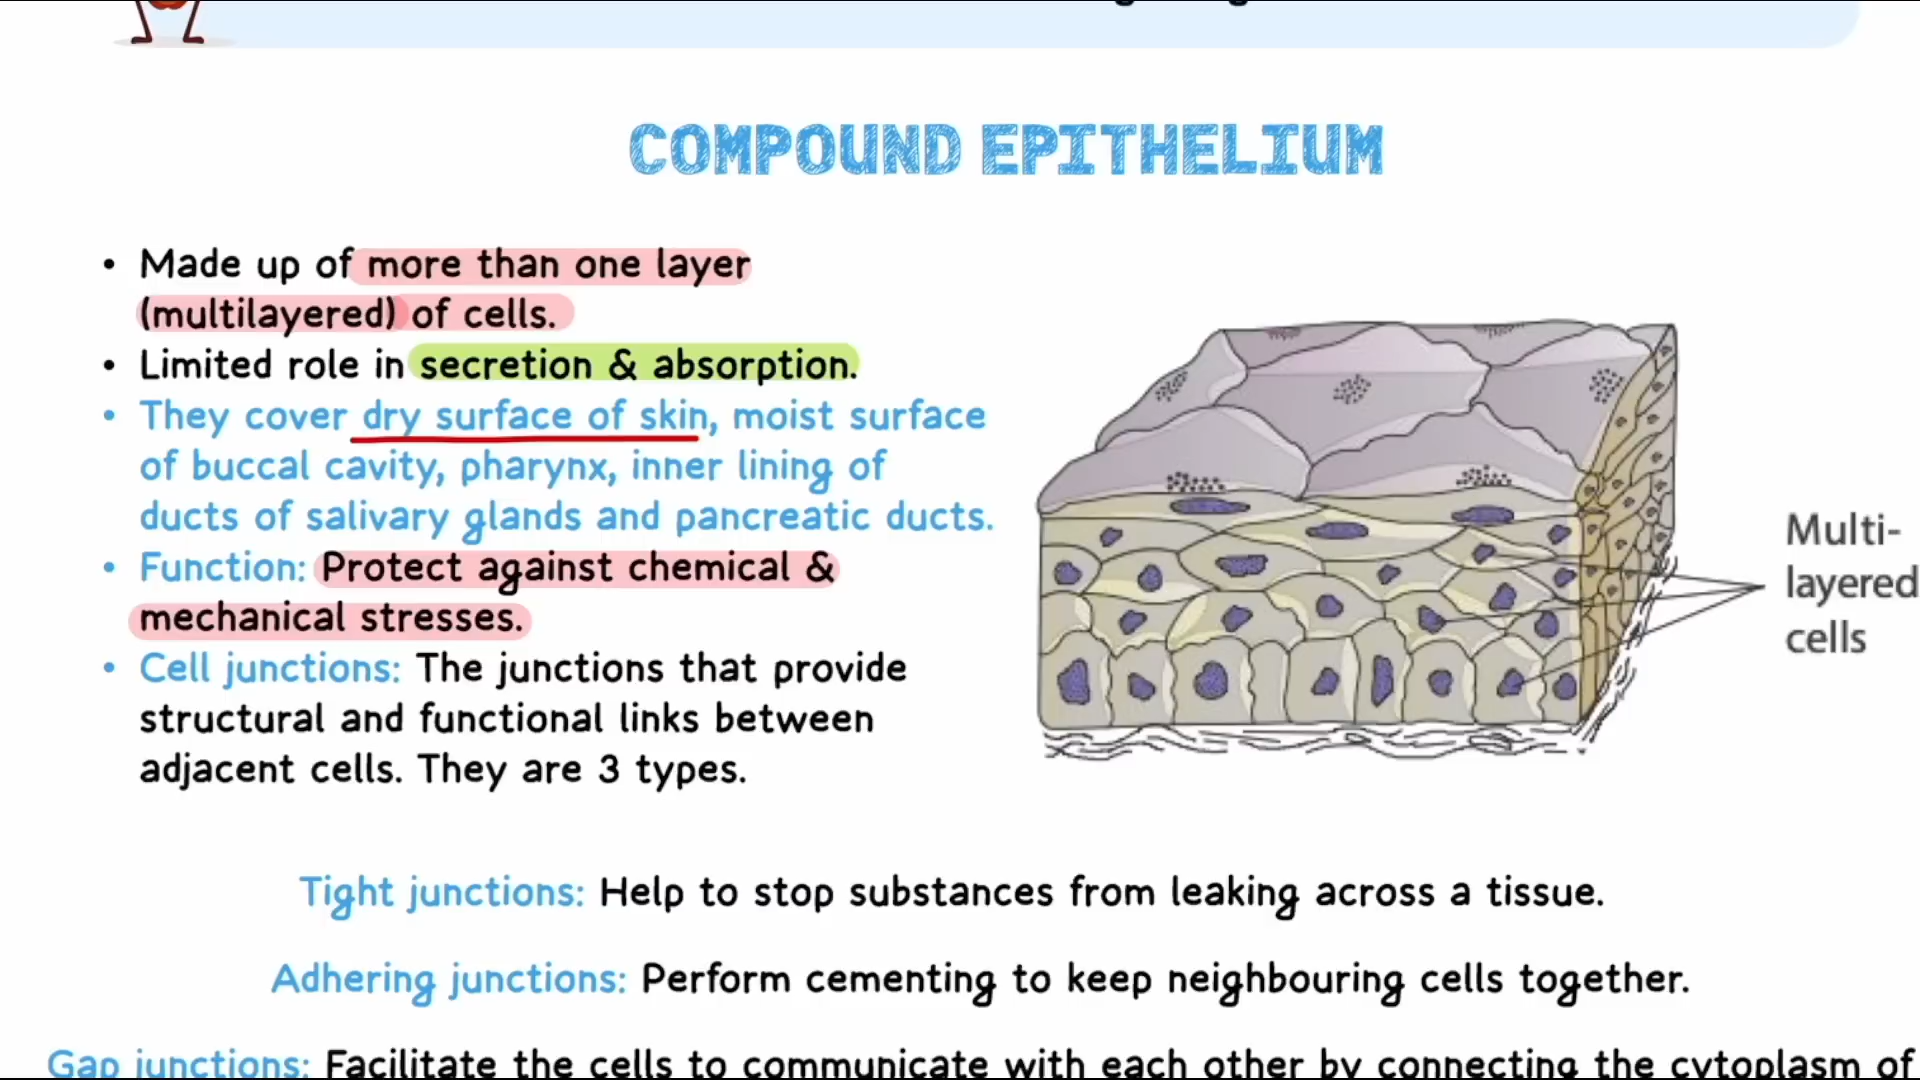 COMPOUND EPITHELIUM
• Made up of more than one layer
(multilayered) of cells.
• Limited role in secretion & absorption.
• They cover dry surface of skin, moist surface
of buccal cavity, pharynx, inner lining of
ducts of salivary glands and pancreatic ducts.
• Function: Protect against chemical &
mechanical stresses.
• Cell junctions: The junctions that provide
structural and functional links between
adjacent cells. They are 3 types.
Multi-
layered
cells
Tight junctions: Help to stop substances from leaking across a tissue.
Adhering junctions: Perform cementing to keep neighbouring cells together.
Gap junctions: Facilitate the cells to communicate with each other by connecting the cytoplasm of